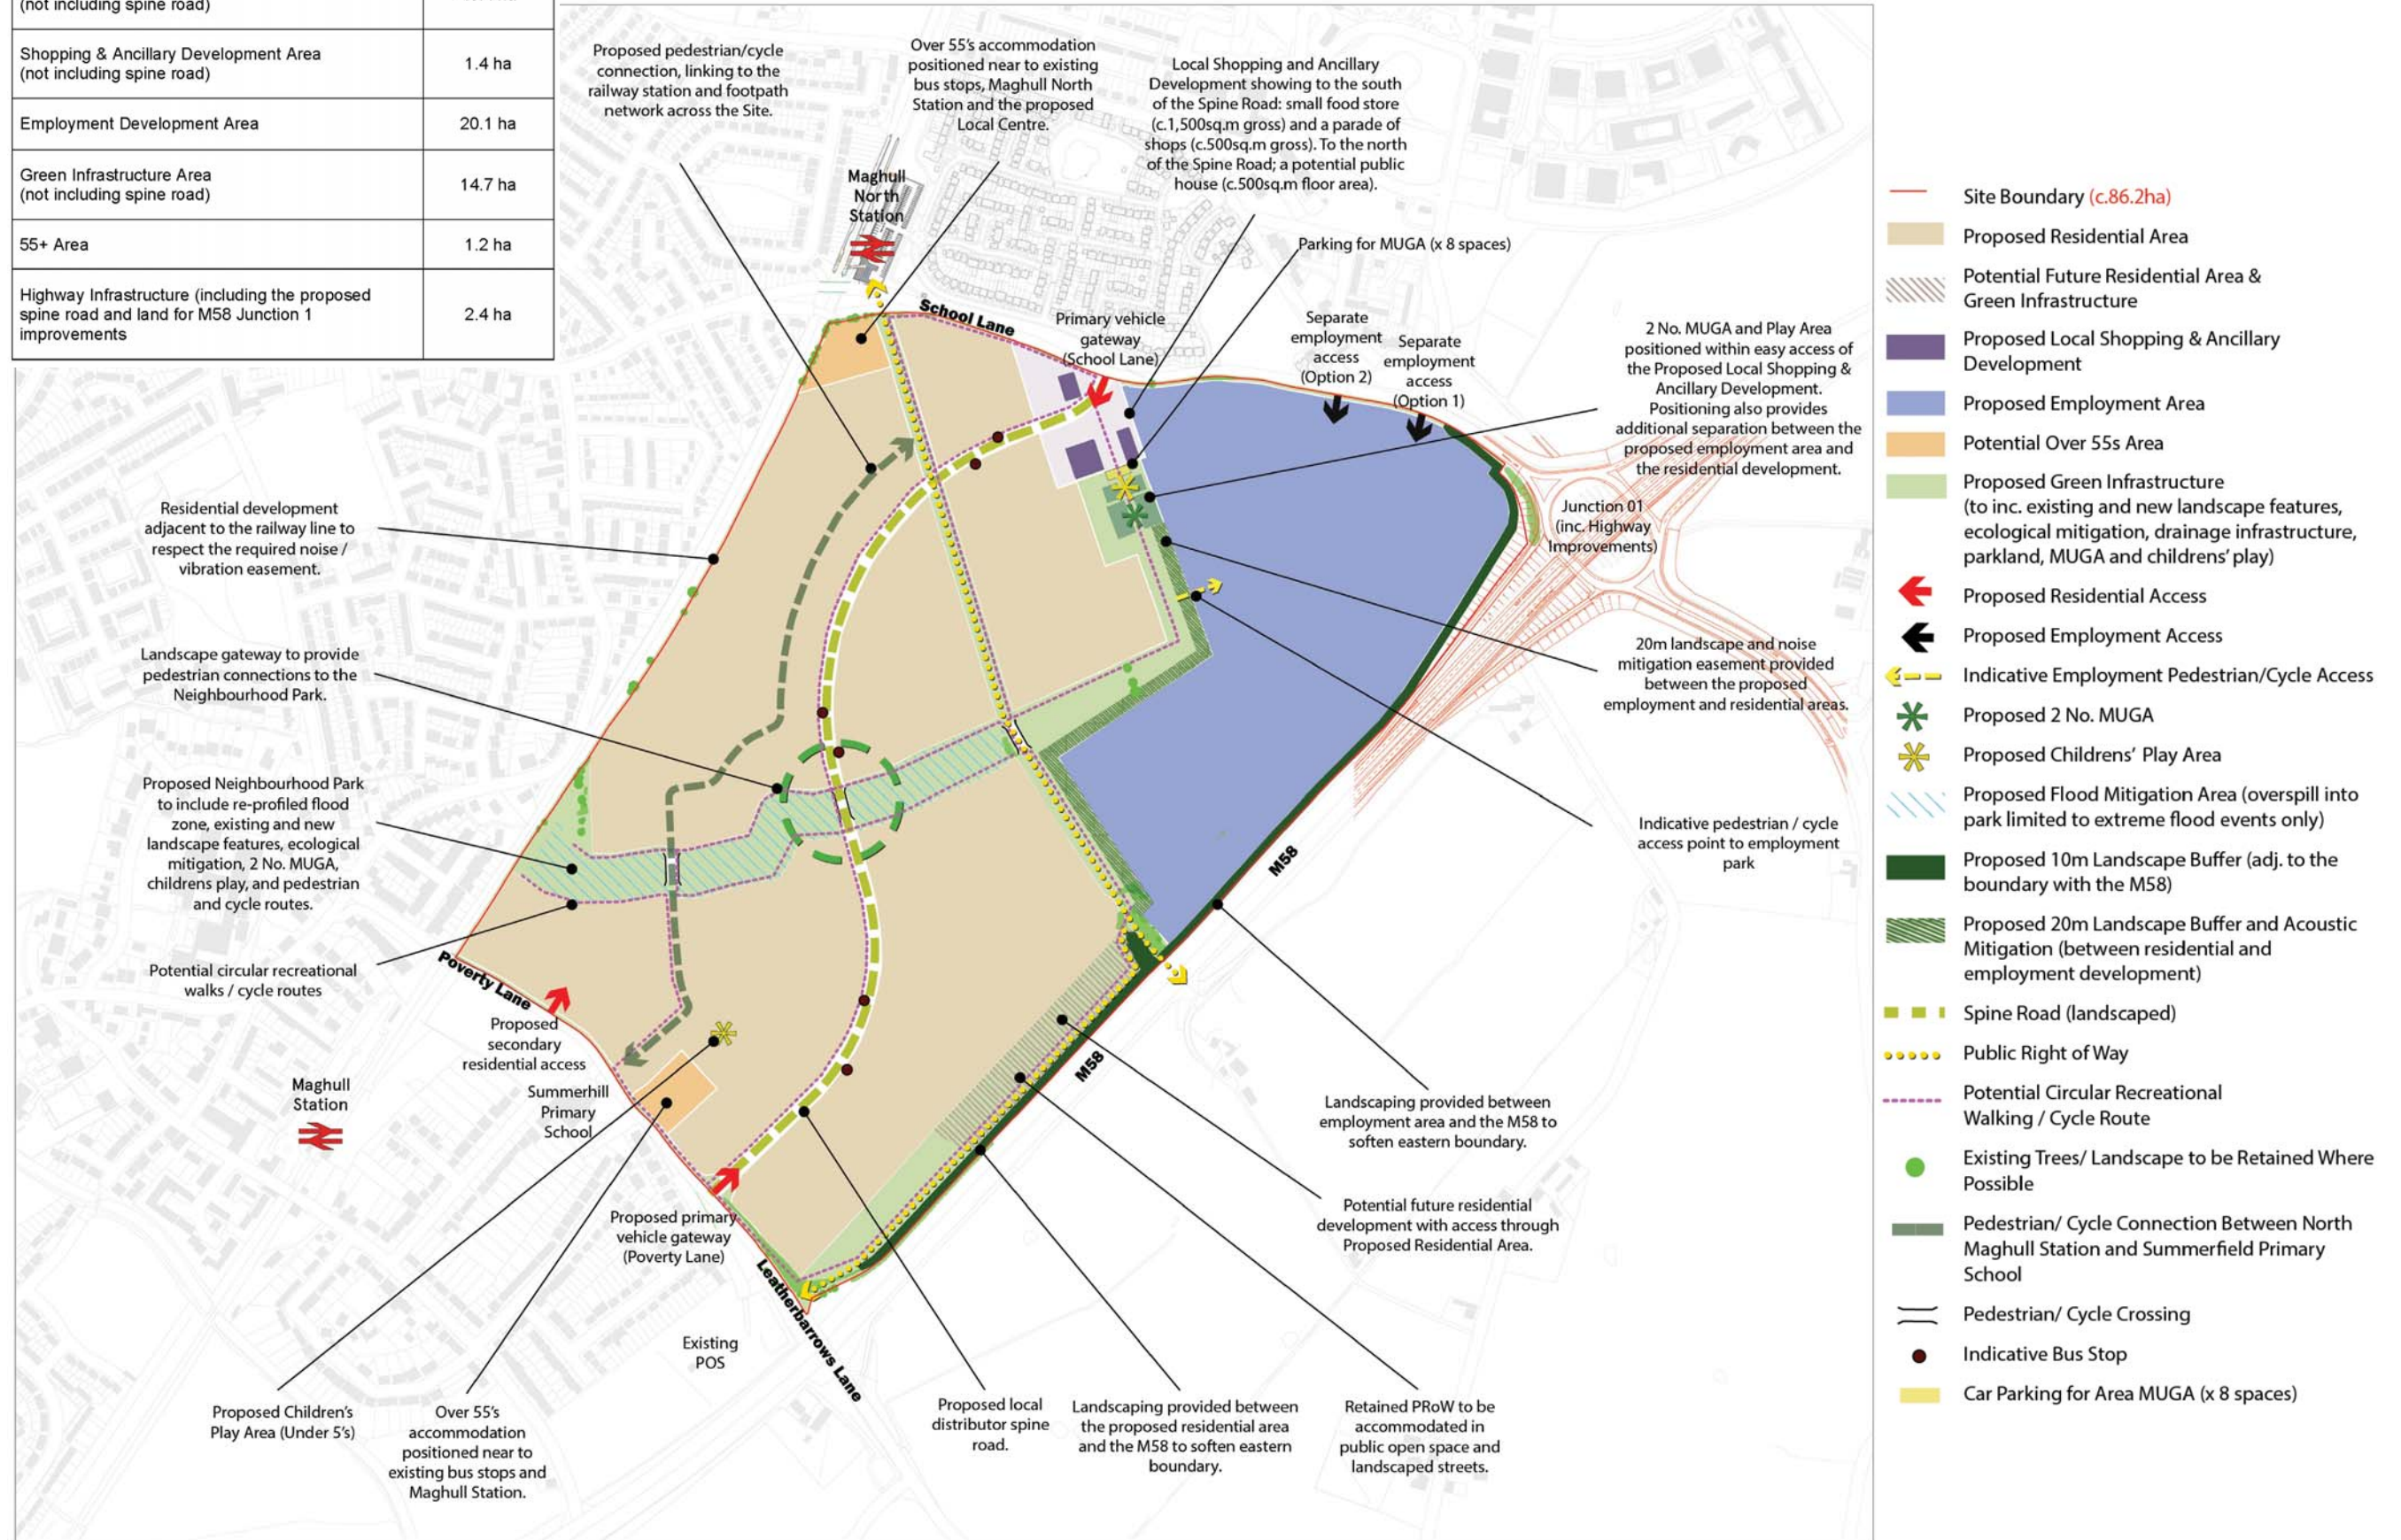 (not including spine road)
Shopping & Ancillary Development Area
(not including spine road)
1.4 ha
Employment Development Area
20.1 ha
Green Infrastructure Area
(not including spine road)
14.7 ha
55+ Area
1.2 ha
Highway Infrastructure (including the proposed
spine road and land for M58 Junction 1
improvements
2.4 ha
Proposed pedestrian/cycle
connection, linking to the
railway station and footpath
network across the Site.
Over 55's accommodation
positioned near to existing
bus stops, Maghull North
Station and the proposed
Local Centre.
Local Shopping and Ancillary
Development showing to the south
of the Spine Road: small food store
(c.1,500sq.m gross) and a parade of
shops (c.500sq.m gross). To the north
of the Spine Road; a potential public
house (c.500sq.m floor area).
Maghull
North
Station
Parking for MUGA (x 8 spaces)
School Lane
Primary vehicle
gateway
(School Lane)
Separate
employment
access
(Option 2)
Separate
employment
access
(Option 1)
2 No. MUGA and Play Area
positioned within easy access of
the Proposed Local Shopping &
Ancillary Development.
Positioning also provides
additional separation between the
proposed employment area and
the residential development.
Junction 01
(inc. Highway
Improvements)
Residential development
adjacent to the railway line to
respect the required noise /
vibration easement.
Landscape gateway to provide
pedestrian connections to the
Neighbourhood Park.
20m landscape and noise
mitigation easement provided
between the proposed
employment and residential areas.
Proposed Neighbourhood Park
to include re-profiled flood
zone, existing and new
landscape features, ecological
mitigation, 2 No. MUGA,
childrens play, and pedestrian
and cycle routes.
Indicative pedestrian / cycle
access point to employment
park
M58
Potential circular recreational
walks / cycle routes
Poverty Lane
Proposed
secondary
residential access
Summerhill
Primary
School
Maghull
Station
M58
Landscaping provided between
employment area and the M58 to
soften eastern boundary.
Potential future residential
development with access through
Proposed Residential Area.
Proposed primary
vehicle gateway
(Poverty Lane)
Leatherbarrows Lane
Existing
POS
Proposed Children's
Play Area (Under 5's)
Over 55's
accommodation
positioned near to
existing bus stops and
Maghull Station.
Proposed local
distributor spine
road.
Landscaping provided between
the proposed residential area
and the M58 to soften eastern
boundary.
Retained PRoW to be
accommodated in
public open space and
landscaped streets.
Site Boundary (c.86.2ha)
Proposed Residential Area
Potential Future Residential Area &
Green Infrastructure
Proposed Local Shopping & Ancillary
Development
Proposed Employment Area
Potential Over 55s Area
Proposed Green Infrastructure
(to inc. existing and new landscape features,
ecological mitigation, drainage infrastructure,
parkland, MUGA and childrens' play)
Proposed Residential Access
Proposed Employment Access
Indicative Employment Pedestrian/Cycle Access
Proposed 2 No. MUGA
Proposed Childrens' Play Area
Proposed Flood Mitigation Area (overspill into
park limited to extreme flood events only)
Proposed 10m Landscape Buffer (adj. to the
boundary with the M58)
Proposed 20m Landscape Buffer and Acoustic
Mitigation (between residential and
employment development)
Spine Road (landscaped)
Public Right of Way
Potential Circular Recreational
Walking / Cycle Route
Existing Trees/ Landscape to be Retained Where
Possible
Pedestrian/ Cycle Connection Between North
Maghull Station and Summerfield Primary
School
Pedestrian/ Cycle Crossing
Indicative Bus Stop
Car Parking for Area MUGA (x 8 spaces)